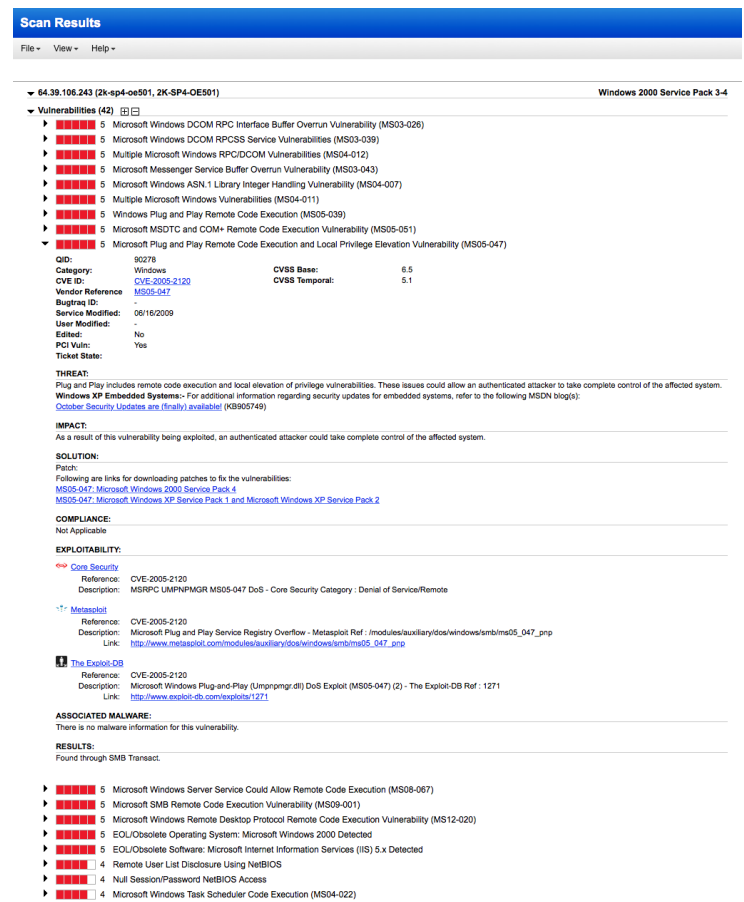 Scan Results
File View Help
64.39.106.243 (2k-sp4-oe501, 2K-SP4-OE501) Windows 2000 Service Pack 3-4
Vulnerabilities (42)
5 Microsoft Windows DCOM RPC Interface Buffer Overrun Vulnerability (MS03-026)
5 Microsoft Windows DCOM RPCSS Service Vulnerabilities (MS03-039)
5 Multiple Microsoft Windows RPC/DCOM Vulnerabilities (MS04-012)
5 Microsoft Messenger Service Buffer Overrun Vulnerability (MS03-043)
5 Microsoft Windows ASN.1 Library Integer Handling Vulnerability (MS04-007)
5 Multiple Microsoft Windows Vulnerabilities (MS04-011)
5 Windows Plug and Play Remote Code Execution (MS05-039)
5 Microsoft MSDTC and COM+ Remote Code Execution Vulnerability (MS05-051)
5 Microsoft Plug and Play Remote Code Execution and Local Privilege Elevation Vulnerability (MS05-047)
QID: 90278
Category: Windows CVSS Base: 6.5
CVE ID: CVE-2005-2120 CVSS Temporal: 5.1
Vendor Reference MS05-047
Bugtraq ID: -
Service Modified: 06/16/2009
User Modified: -
Edited: No
PCI Vuln: Yes
Ticket State:
THREAT:
Plug and Play includes remote code execution and local elevation of privilege vulnerabilities. These issues could allow an authenticated attacker to take complete control of the affected system.
Windows XP Embedded Systems:- For additional information regarding security updates for embedded systems, refer to the following MSDN blog(s):
October Security Updates are (finally) available! (KB905749)
IMPACT:
As a result of this vulnerability being exploited, an authenticated attacker could take complete control of the affected system.
SOLUTION:
Patch:
Following are links for downloading patches to fix the vulnerabilities:
MS05-047: Microsoft Windows 2000 Service Pack 4
MS05-047: Microsoft Windows XP Service Pack 1 and Microsoft Windows XP Service Pack 2
COMPLIANCE:
Not Applicable
EXPLOITABILITY:
Core Security
Reference: CVE-2005-2120
Description: MSRPC UMPNPMGR MS05-047 DoS - Core Security Category : Denial of Service/Remote
Metasploit
Reference: CVE-2005-2120
Description: Microsoft Plug and Play Service Registry Overflow - Metasploit Ref : /modules/auxiliary/dos/windows/smb/ms05_047_pnp
Link: http://www.metasploit.com/modules/auxiliary/dos/windows/smb/ms05_047_pnp
The Exploit-DB
Reference: CVE-2005-2120
Description: Microsoft Windows Plug-and-Play (Umpnpmgr.dll) DoS Exploit (MS05-047) (2) - The Exploit-DB Ref : 1271
Link: http://www.exploit-db.com/exploits/1271
ASSOCIATED MALWARE:
There is no malware information for this vulnerability.
RESULTS:
Found through SMB Transact.
5 Microsoft Windows Server Service Could Allow Remote Code Execution (MS08-067)
5 Microsoft SMB Remote Code Execution Vulnerability (MS09-001)
5 Microsoft Windows Remote Desktop Protocol Remote Code Execution Vulnerability (MS12-020)
5 EOL/Obsolete Operating System: Microsoft Windows 2000 Detected
5 EOL/Obsolete Software: Microsoft Internet Information Services (IIS) 5.x Detected
4 Remote User List Disclosure Using NetBIOS
4 Null Session/Password NetBIOS Access
4 Microsoft Windows Task Scheduler Code Execution (MS04-022)